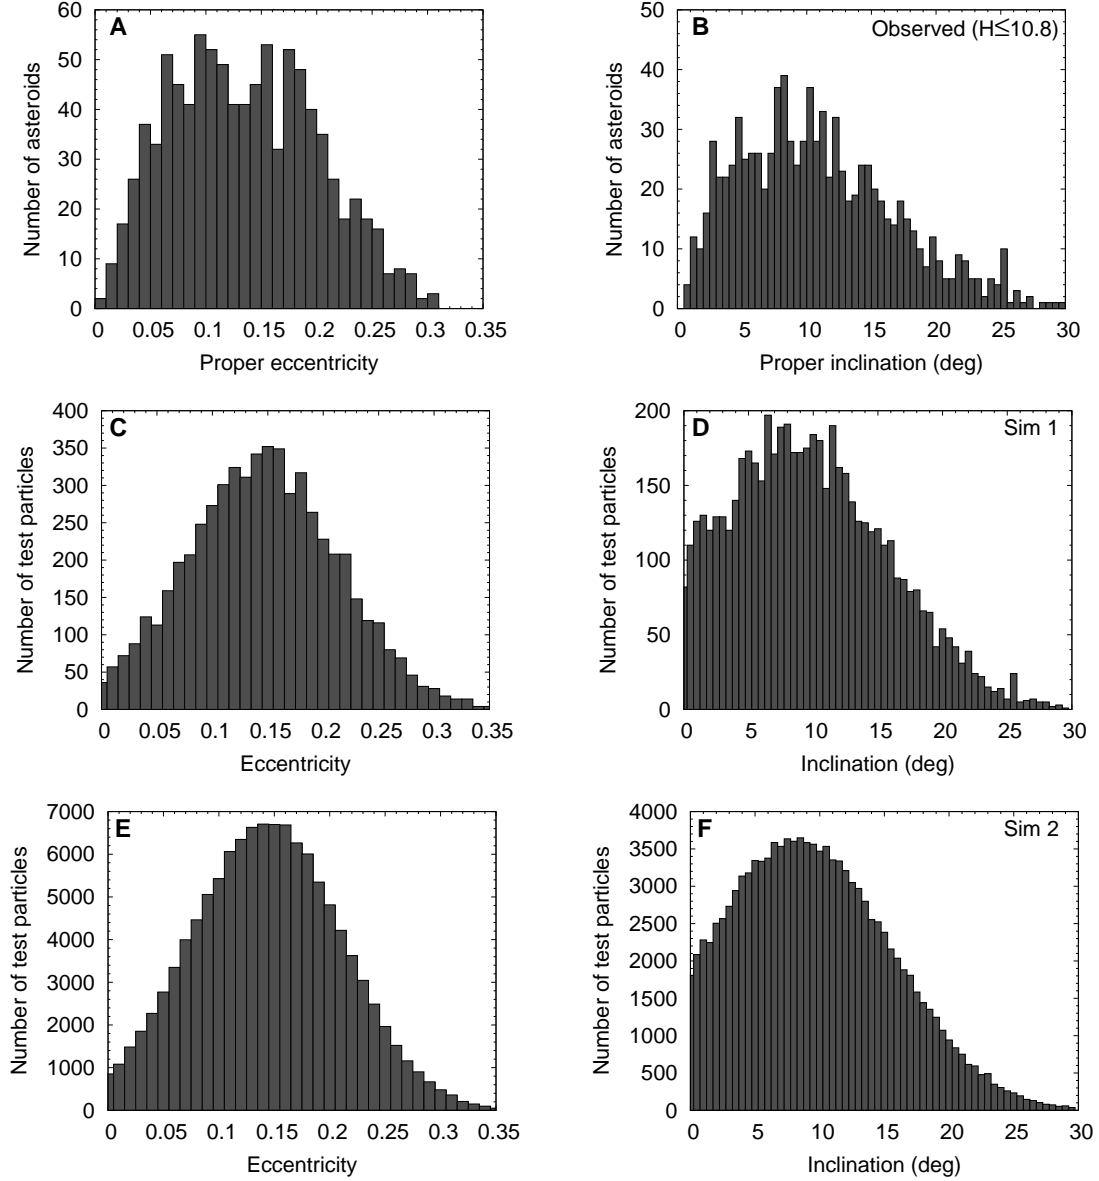 A
60
50
40
30
20
10
0
Number of asteroids
0 0.05 0.1 0.15 0.2 0.25 0.3 0.35
Proper eccentricity
B
Observed (H≤10.8)
50
40
30
20
10
0
Number of asteroids
0 5 10 15 20 25 30
Proper inclination (deg)
C
400
350
300
250
200
150
100
50
0
Number of test particles
0 0.05 0.1 0.15 0.2 0.25 0.3 0.35
Eccentricity
D
Sim 1
200
150
100
50
0
Number of test particles
0 5 10 15 20 25 30
Inclination (deg)
E
7000
6000
5000
4000
3000
2000
1000
0
Number of test particles
0 0.05 0.1 0.15 0.2 0.25 0.3 0.35
Eccentricity
F
Sim 2
4000
3500
3000
2500
2000
1500
1000
500
0
Number of test particles
0 5 10 15 20 25 30
Inclination (deg)